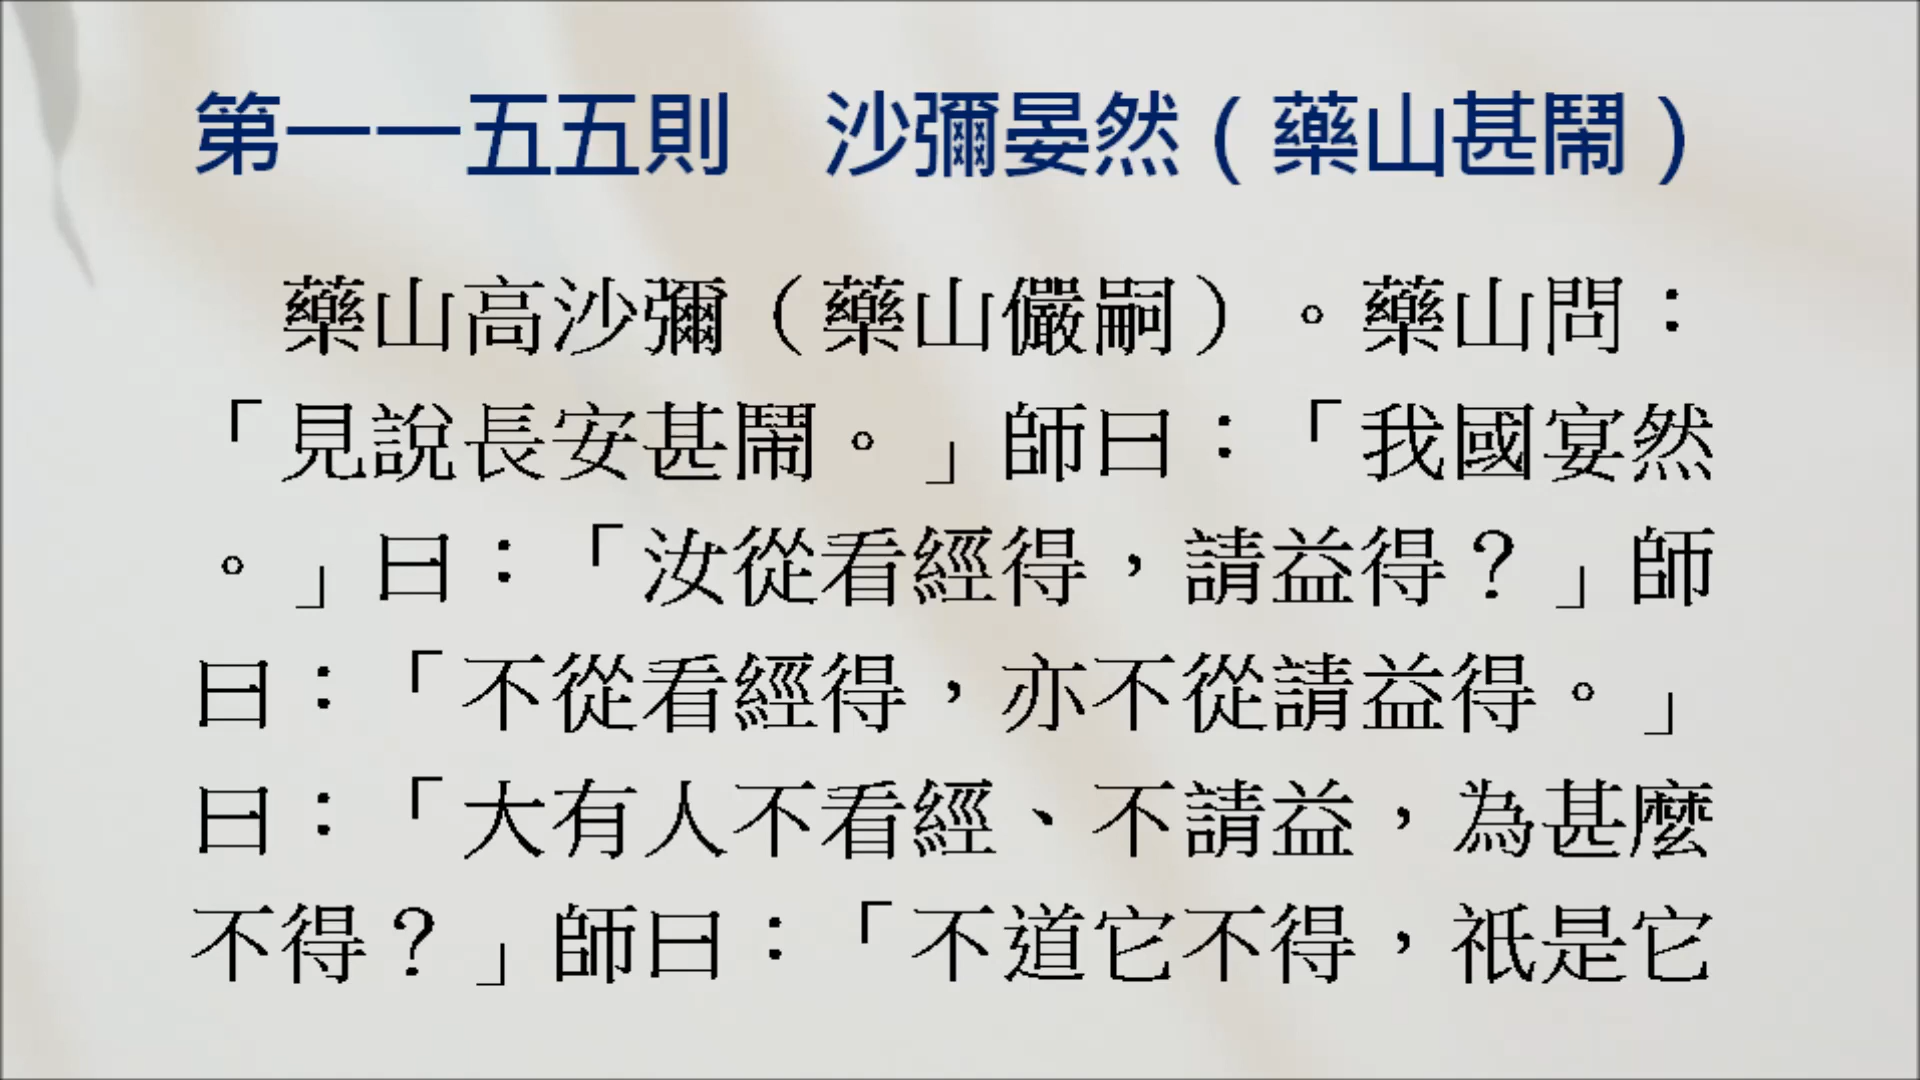 第一一五五則　沙彌晏然（藥山甚鬧）
藥山高沙彌（藥山儼嗣）。藥山問：
「見說長安甚鬧。」師曰：「我國宴然
。」曰：「汝從看經得，請益得？」師
曰：「不從看經得，亦不從請益得。」
曰：「大有人不看經、不請益，為甚麼
不得？」師曰：「不道它不得，祇是它